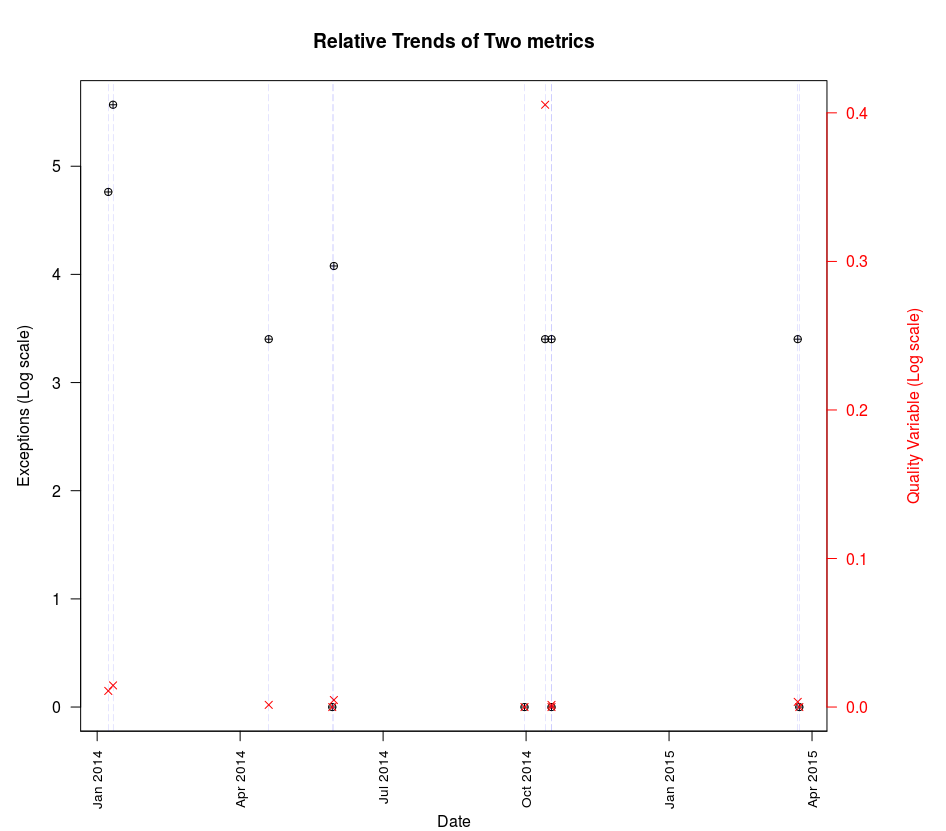 Relative Trends of Two metrics
Exceptions (Log scale)
5
4
3
2
1
0
0.4
0.3
0.2
0.1
0.0
Quality Variable (Log scale)
Jan 2014
Apr 2014
Jul 2014
Oct 2014
Jan 2015
Apr 2015
Date